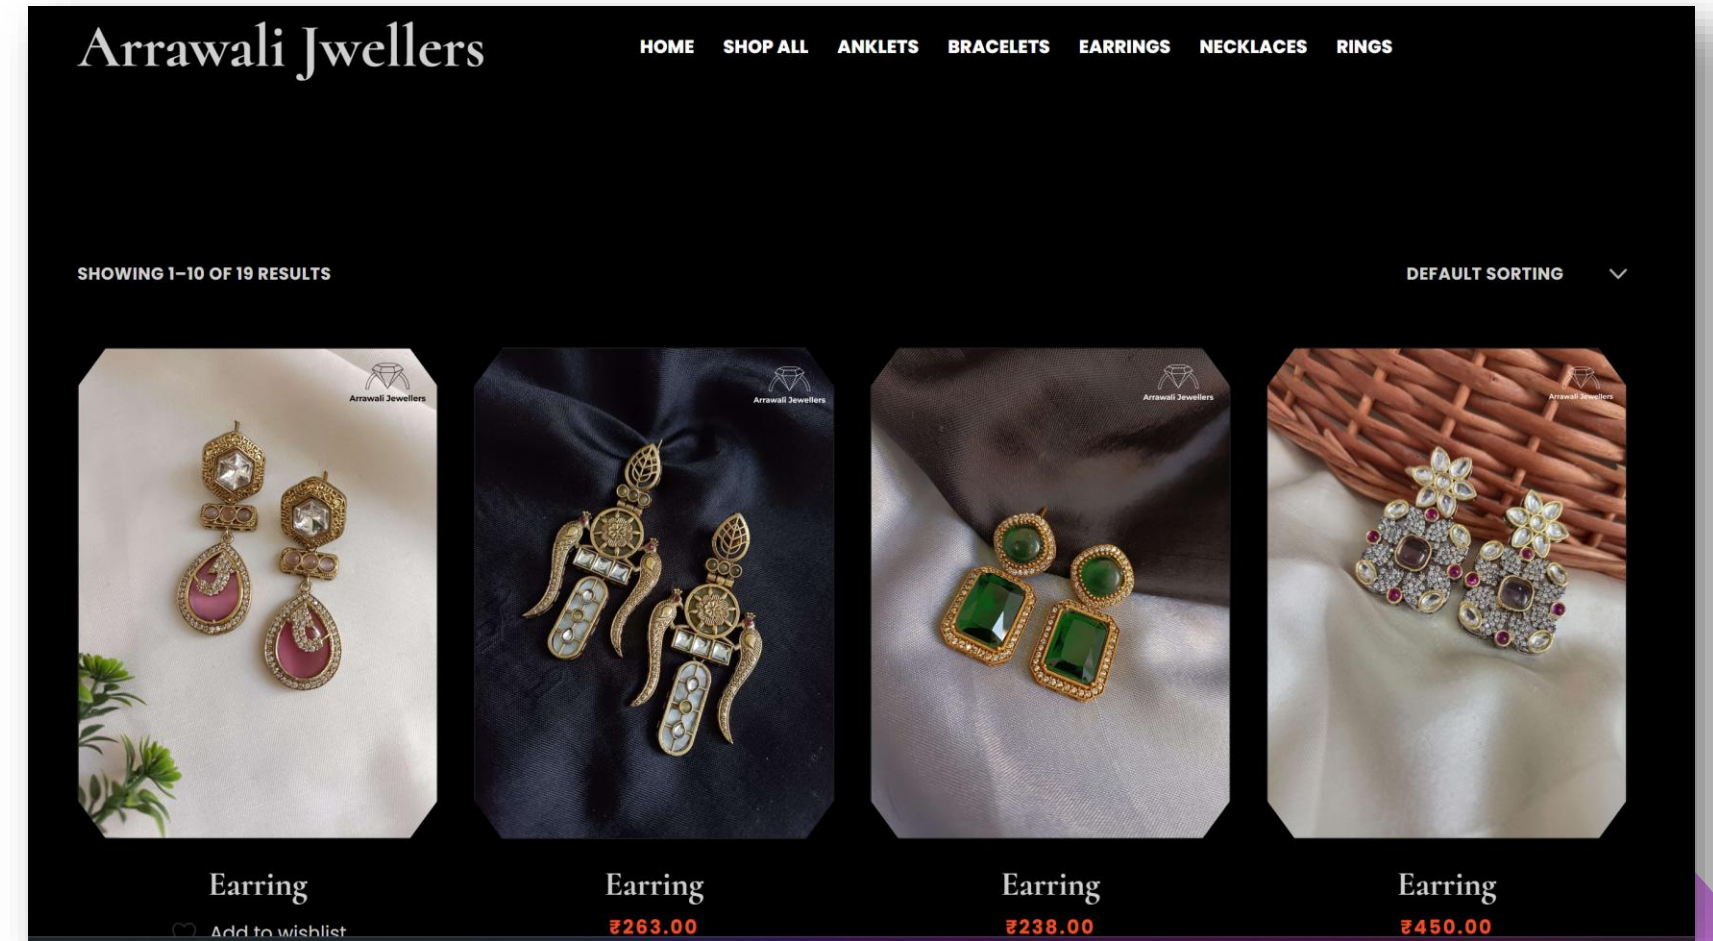 Arrawali Jwellers
HOME SHOP ALL ANKLETS BRACELETS EARRINGS NECKLACES RINGS
SHOWING 1–10 OF 19 RESULTS
DEFAULT SORTING
Arrawali Jewellers
Arrawali Jewellers
Arrawali Jewellers
Arrawali Jewellers
Earring
Add to wishlist
Earring
₹263.00
Earring
₹238.00
Earring
₹450.00